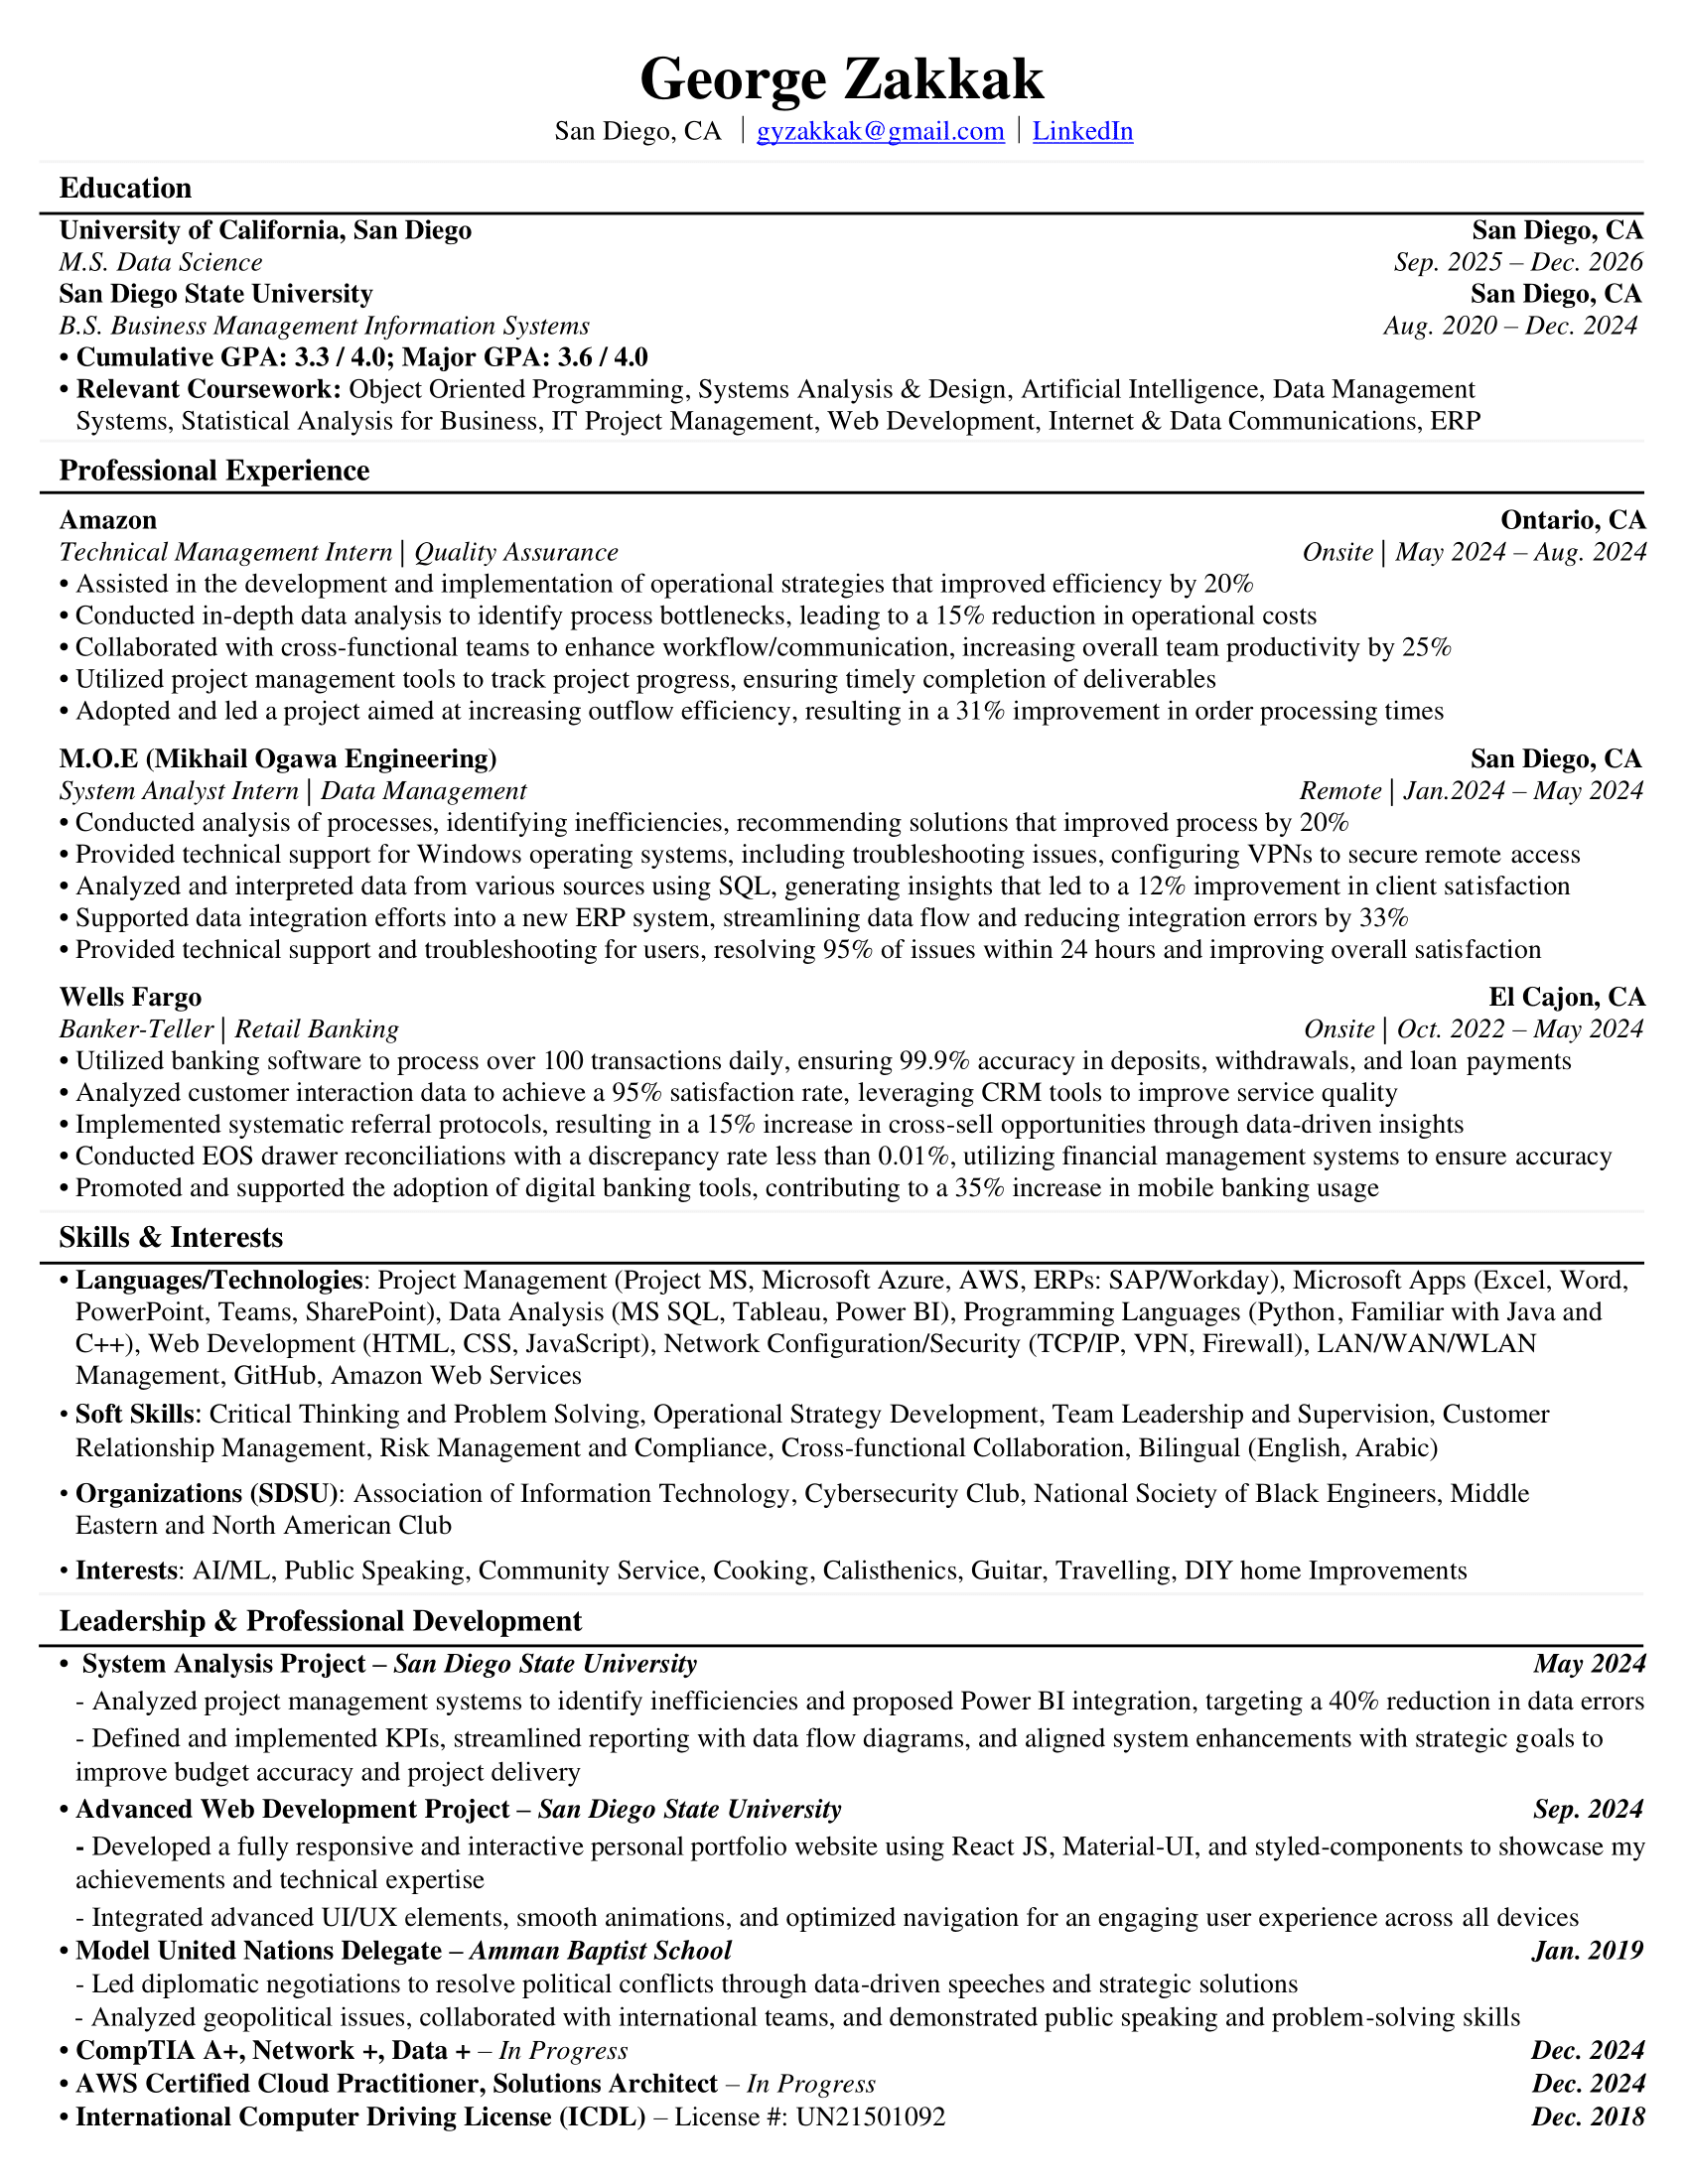 George Zakkak
San Diego, CA | gyzakkak@gmail.com | LinkedIn
Education
University of California, San Diego San Diego, CA
M.S. Data Science Sep. 2025 – Dec. 2026
San Diego State University San Diego, CA
B.S. Business Management Information Systems Aug. 2020 – Dec. 2024
• Cumulative GPA: 3.3 / 4.0; Major GPA: 3.6 / 4.0
• Relevant Coursework: Object Oriented Programming, Systems Analysis & Design, Artificial Intelligence, Data Management
Systems, Statistical Analysis for Business, IT Project Management, Web Development, Internet & Data Communications, ERP
Professional Experience
Amazon Ontario, CA
Technical Management Intern | Quality Assurance Onsite | May 2024 – Aug. 2024
• Assisted in the development and implementation of operational strategies that improved efficiency by 20%
• Conducted in-depth data analysis to identify process bottlenecks, leading to a 15% reduction in operational costs
• Collaborated with cross-functional teams to enhance workflow/communication, increasing overall team productivity by 25%
• Utilized project management tools to track project progress, ensuring timely completion of deliverables
• Adopted and led a project aimed at increasing outflow efficiency, resulting in a 31% improvement in order processing times
M.O.E (Mikhail Ogawa Engineering) San Diego, CA
System Analyst Intern | Data Management Remote | Jan.2024 – May 2024
• Conducted analysis of processes, identifying inefficiencies, recommending solutions that improved process by 20%
• Provided technical support for Windows operating systems, including troubleshooting issues, configuring VPNs to secure remote access
• Analyzed and interpreted data from various sources using SQL, generating insights that led to a 12% improvement in client satisfaction
• Supported data integration efforts into a new ERP system, streamlining data flow and reducing integration errors by 33%
• Provided technical support and troubleshooting for users, resolving 95% of issues within 24 hours and improving overall satisfaction
Wells Fargo El Cajon, CA
Banker-Teller | Retail Banking Onsite | Oct. 2022 – May 2024
• Utilized banking software to process over 100 transactions daily, ensuring 99.9% accuracy in deposits, withdrawals, and loan payments
• Analyzed customer interaction data to achieve a 95% satisfaction rate, leveraging CRM tools to improve service quality
• Implemented systematic referral protocols, resulting in a 15% increase in cross-sell opportunities through data-driven insights
• Conducted EOS drawer reconciliations with a discrepancy rate less than 0.01%, utilizing financial management systems to ensure accuracy
• Promoted and supported the adoption of digital banking tools, contributing to a 35% increase in mobile banking usage
Skills & Interests
• Languages/Technologies: Project Management (Project MS, Microsoft Azure, AWS, ERPs: SAP/Workday), Microsoft Apps (Excel, Word,
PowerPoint, Teams, SharePoint), Data Analysis (MS SQL, Tableau, Power BI), Programming Languages (Python, Familiar with Java and
C++), Web Development (HTML, CSS, JavaScript), Network Configuration/Security (TCP/IP, VPN, Firewall), LAN/WAN/WLAN
Management, GitHub, Amazon Web Services
• Soft Skills: Critical Thinking and Problem Solving, Operational Strategy Development, Team Leadership and Supervision, Customer
Relationship Management, Risk Management and Compliance, Cross-functional Collaboration, Bilingual (English, Arabic)
• Organizations (SDSU): Association of Information Technology, Cybersecurity Club, National Society of Black Engineers, Middle
Eastern and North American Club
• Interests: AI/ML, Public Speaking, Community Service, Cooking, Calisthenics, Guitar, Travelling, DIY home Improvements
Leadership & Professional Development
• System Analysis Project – San Diego State University May 2024
- Analyzed project management systems to identify inefficiencies and proposed Power BI integration, targeting a 40% reduction in data errors
- Defined and implemented KPIs, streamlined reporting with data flow diagrams, and aligned system enhancements with strategic goals to
improve budget accuracy and project delivery
• Advanced Web Development Project – San Diego State University Sep. 2024
- Developed a fully responsive and interactive personal portfolio website using React JS, Material-UI, and styled-components to showcase my
achievements and technical expertise
- Integrated advanced UI/UX elements, smooth animations, and optimized navigation for an engaging user experience across all devices
• Model United Nations Delegate – Amman Baptist School Jan. 2019
- Led diplomatic negotiations to resolve political conflicts through data-driven speeches and strategic solutions
- Analyzed geopolitical issues, collaborated with international teams, and demonstrated public speaking and problem-solving skills
• CompTIA A+, Network +, Data + – In Progress Dec. 2024
• AWS Certified Cloud Practitioner, Solutions Architect – In Progress Dec. 2024
• International Computer Driving License (ICDL) – License #: UN21501092 Dec. 2018